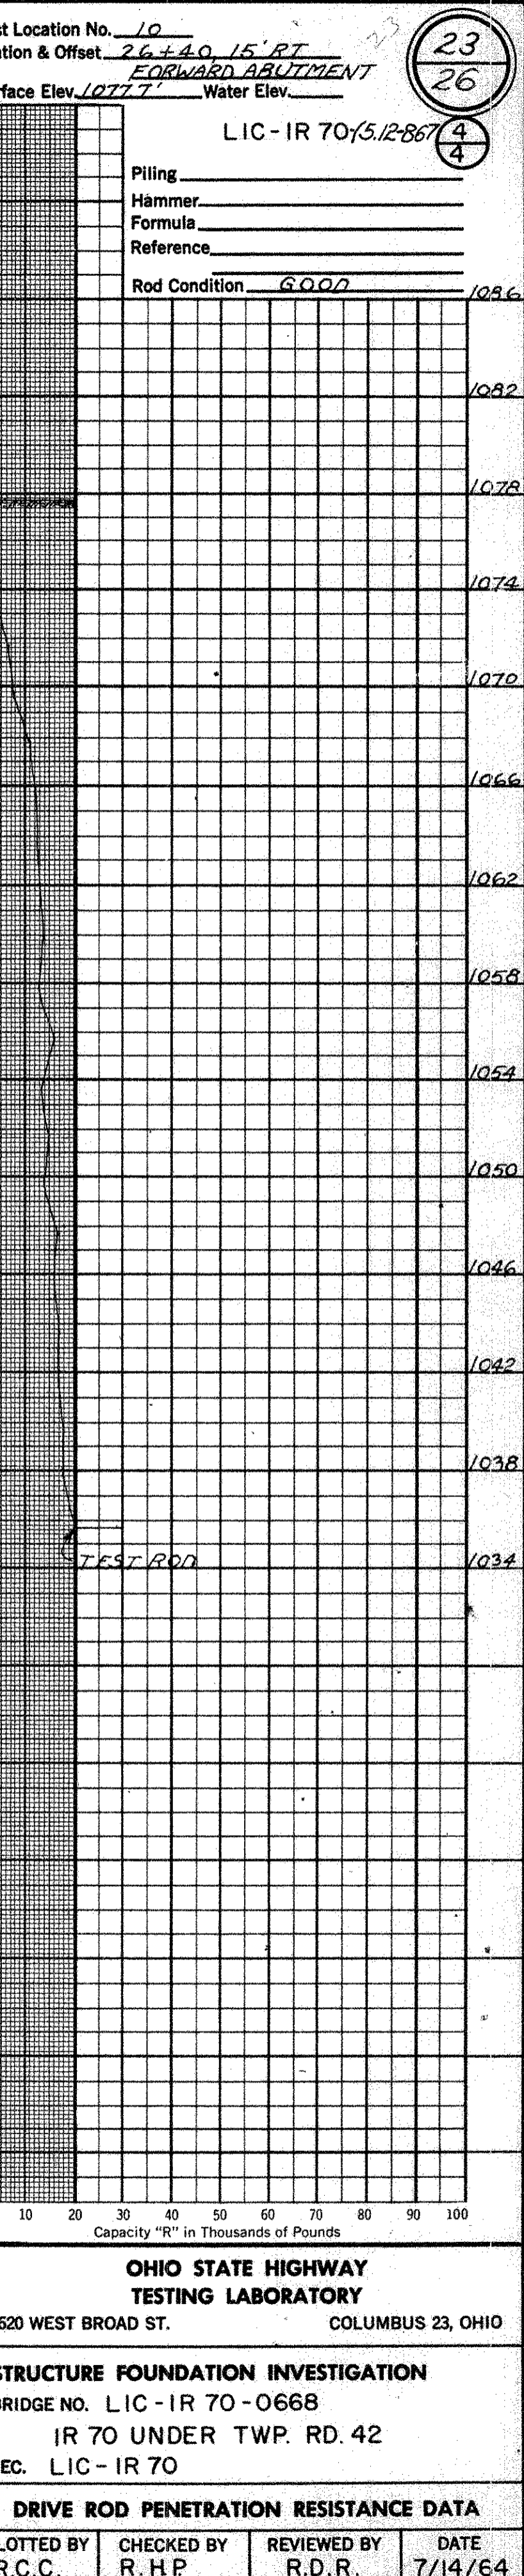 st Location No. 10
ation & Offset 26+40, 15' RT
FORWARD ABUTMENT
face Elev. 1077.7' Water Elev.
23
23
26
LIC-IR 70-(5.12-867
4
4
Piling
Hammer
Formula
Reference
Rod Condition GOOD
1086
1082
1078
1074
1070
1066
1062
1058
1054
1050
1046
1042
1038
TEST ROD
1034
10 20 30 40 50 60 70 80 90 100
Capacity "R" in Thousands of Pounds
OHIO STATE HIGHWAY
TESTING LABORATORY
620 WEST BROAD ST. COLUMBUS 23, OHIO
STRUCTURE FOUNDATION INVESTIGATION
BRIDGE NO. LIC-IR 70-0668
IR 70 UNDER TWP. RD. 42
EC. LIC-IR 70
DRIVE ROD PENETRATION RESISTANCE DATA
LOTTED BY CHECKED BY REVIEWED BY DATE
R.C.C. R.H.P. R.D.R. 7/14/64